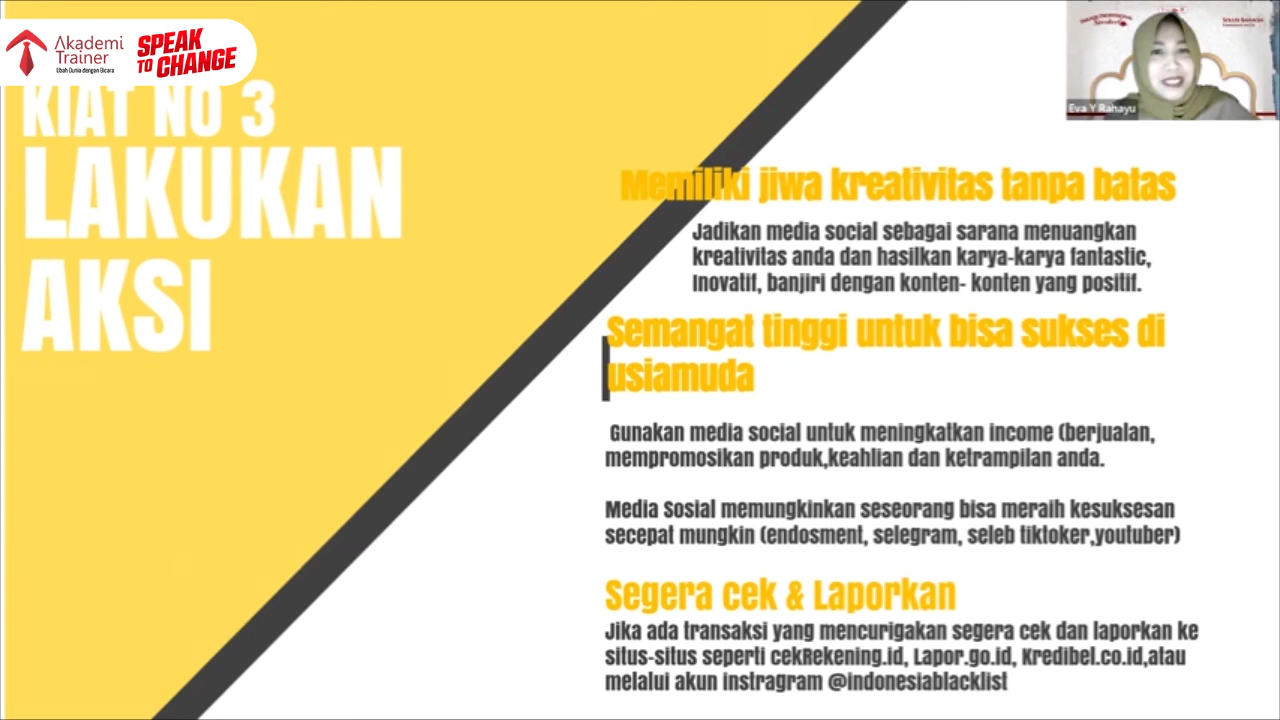 Akademi
Trainer
Ubah Dunia dengan Bicara
SPEAK
TO CHANGE
KIAT NO 3
LAKUKAN
AKSI
Eva Y Rahayu
Memiliki jiwa kreativitas tanpa batas
Jadikan media social sebagai sarana menuangkan
kreativitas anda dan hasilkan karya-karya fantastic,
Inovatif, banjiri dengan konten- konten yang positif.
Semangat tinggi untuk bisa sukses di
usiamuda
Gunakan media social untuk meningkatkan income (berjualan,
mempromosikan produk,keahlian dan ketrampilan anda.
Media Sosial memungkinkan seseorang bisa meraih kesuksesan
secepat mungkin (endosment, selegram, seleb tiktoker,youtuber)
Segera cek & Laporkan
Jika ada transaksi yang mencurigakan segera cek dan laporkan ke
situs-situs seperti cekRekening.id, Lapor.go.id, Kredibel.co.id,atau
melalui akun instragram @indonesiablacklist